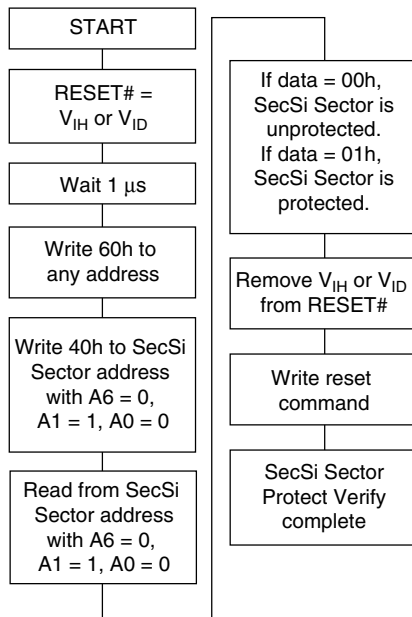 START
RESET# =
V_IH or V_ID
Wait 1 μs
Write 60h to
any address
Write 40h to SecSi
Sector address
with A6 = 0,
A1 = 1, A0 = 0
Read from SecSi
Sector address
with A6 = 0,
A1 = 1, A0 = 0
If data = 00h,
SecSi Sector is
unprotected.
If data = 01h,
SecSi Sector is
protected.
Remove V_IH or V_ID
from RESET#
Write reset
command
SecSi Sector
Protect Verify
complete